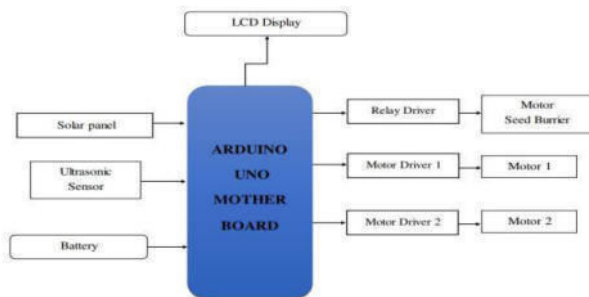 LCD Display
Solar panel
Ultrasonic
Sensor
Battery
ARDUINO
UNO
MOTHER
BOARD
Relay Driver
Motor
Seed Burrier
Motor Driver 1
Motor 1
Motor Driver 2
Motor 2